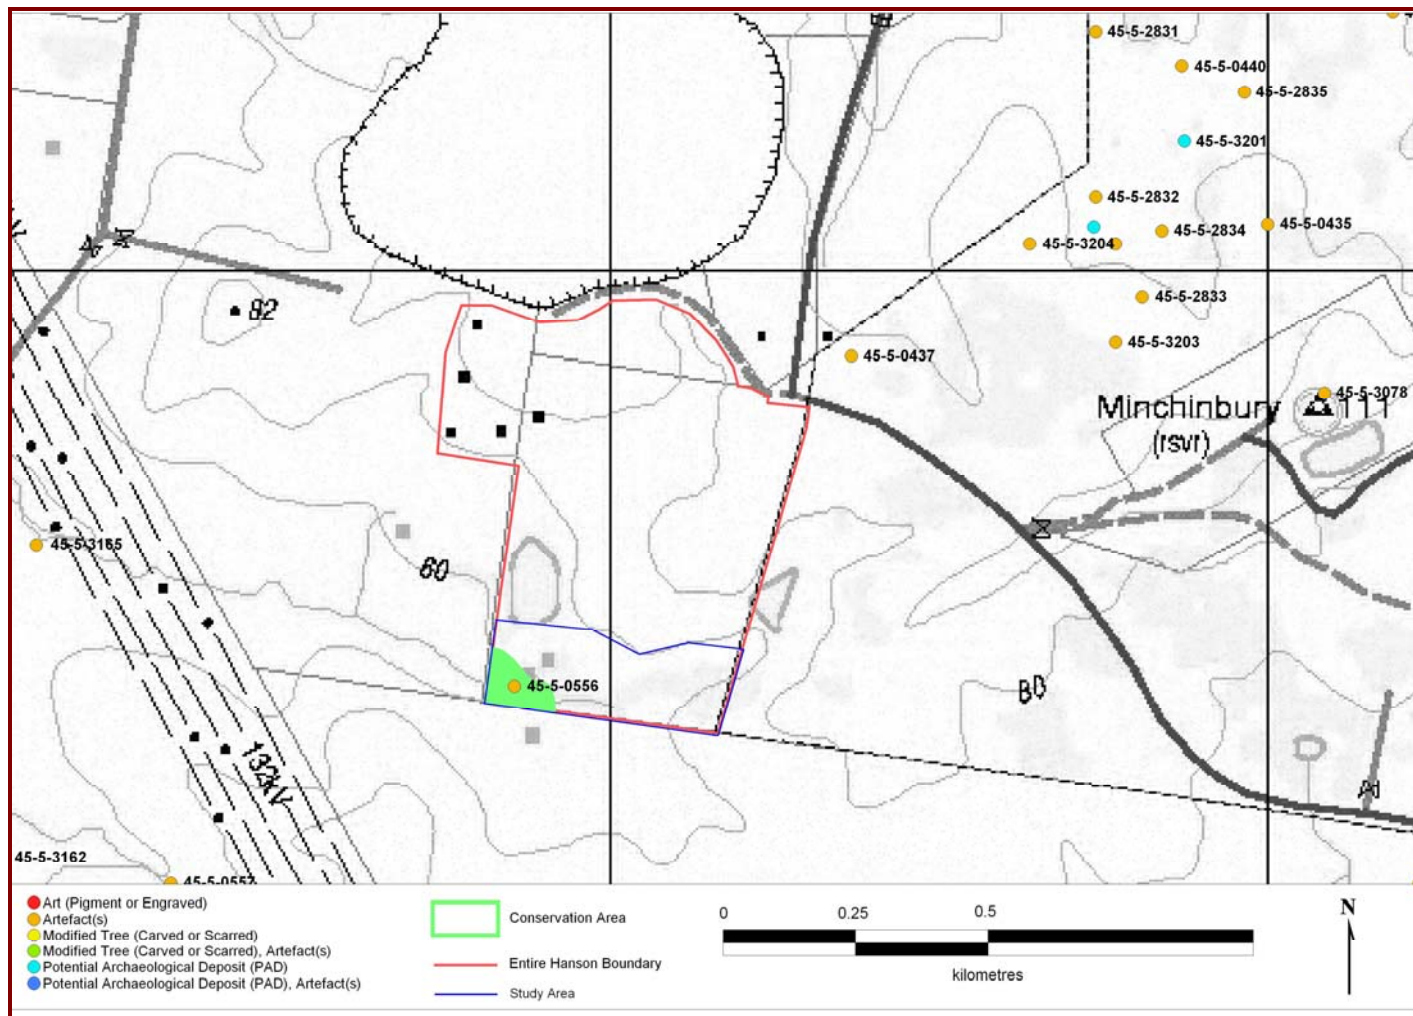 45-5-2831
45-5-0440
45-5-2835
45-5-3201
45-5-2832
45-5-3204
45-5-2834
45-5-0435
45-5-2833
45-5-3203
82
45-5-0437
45-5-3078
Minchinbury 111
(rsvr)
45-5-3165
60
45-5-0556
80
132kV
45-5-3162
45-5-0557
Art (Pigment or Engraved)
Artefact(s)
Modified Tree (Carved or Scarred)
Modified Tree (Carved or Scarred), Artefact(s)
Potential Archaeological Deposit (PAD)
Potential Archaeological Deposit (PAD), Artefact(s)
Conservation Area
Entire Hanson Boundary
Study Area
0 0.25 0.5
kilometres
N